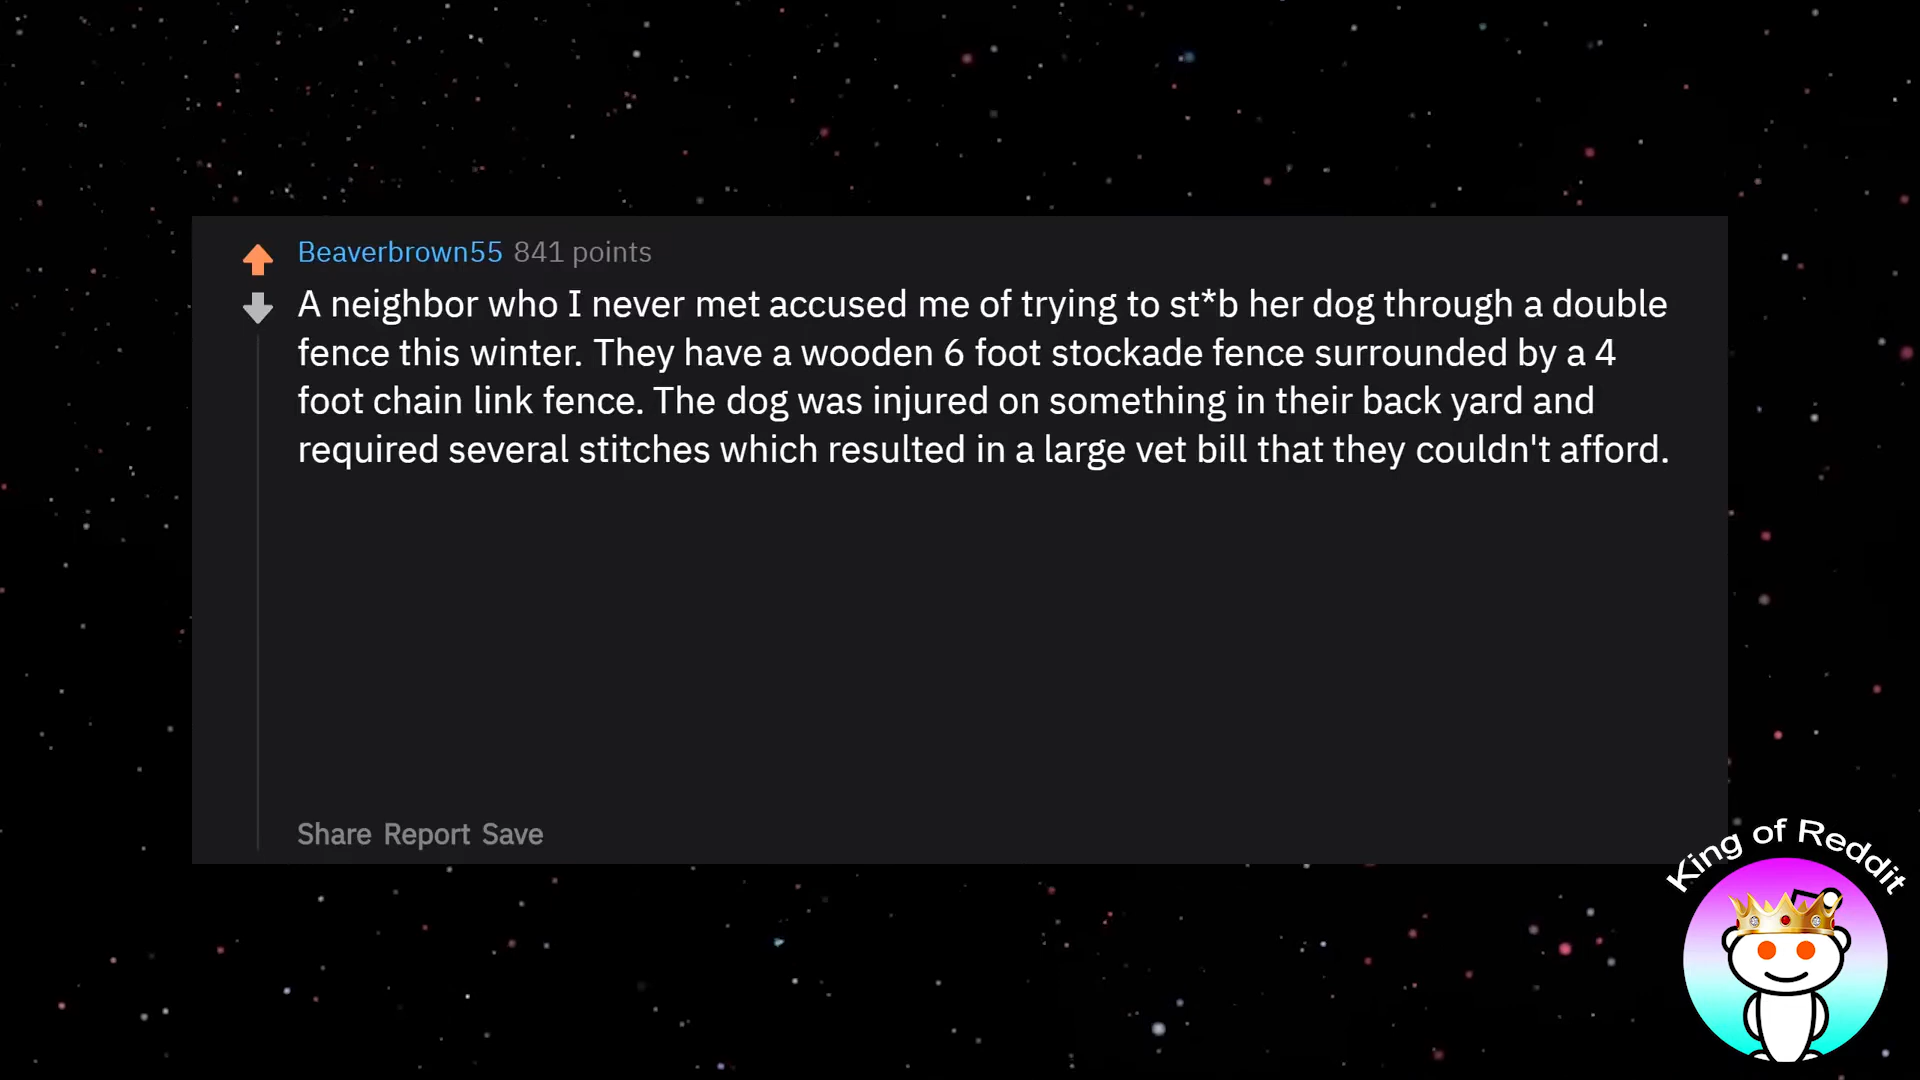 Beaverbrown55 841 points
A neighbor who I never met accused me of trying to st*b her dog through a double
fence this winter. They have a wooden 6 foot stockade fence surrounded by a 4
foot chain link fence. The dog was injured on something in their back yard and
required several stitches which resulted in a large vet bill that they couldn't afford.
Share Report Save
King of Reddit